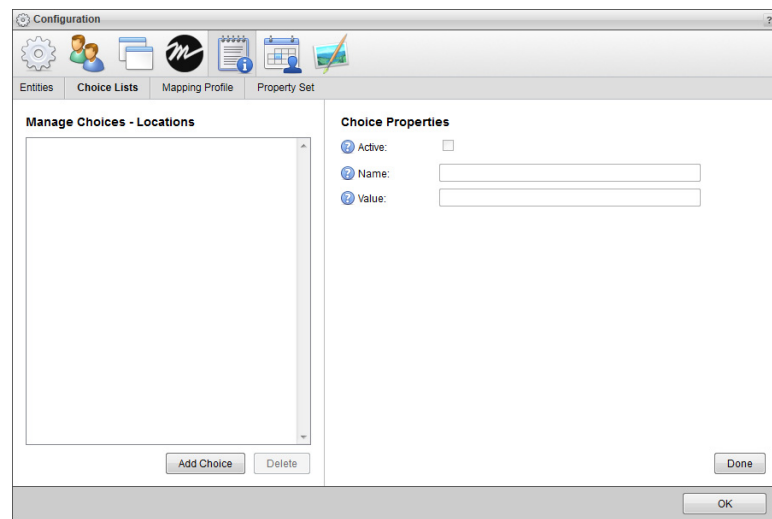 Configuration
?
Entities Choice Lists Mapping Profile Property Set
Manage Choices - Locations
Choice Properties
? Active:
? Name:
? Value:
Add Choice Delete
Done
OK